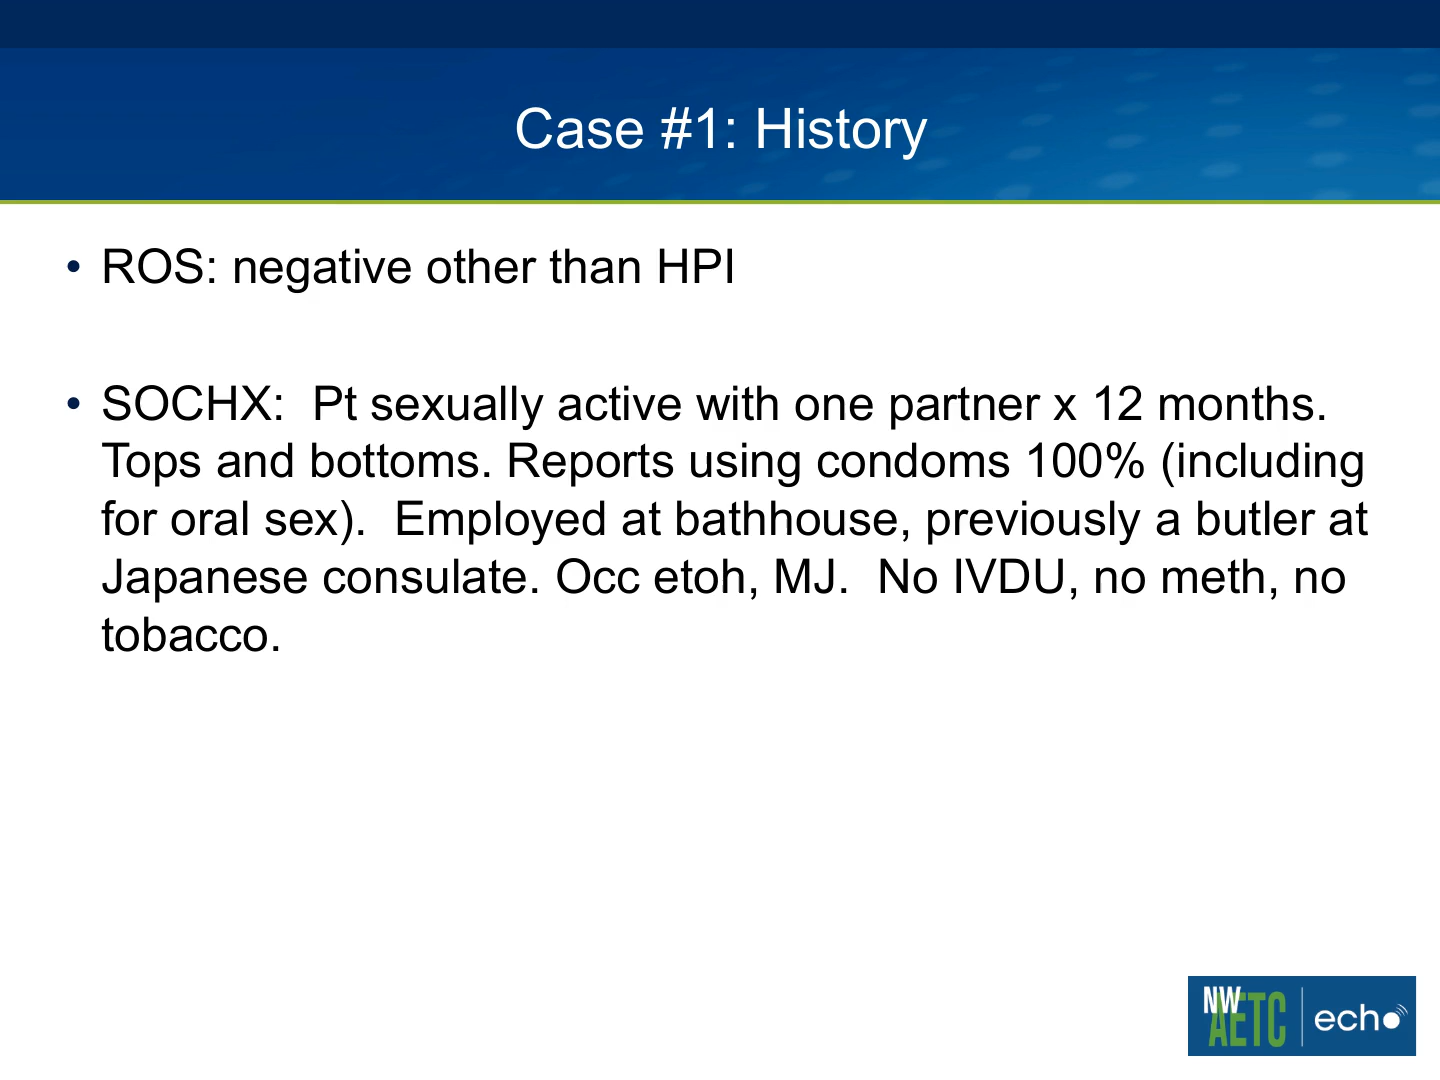 Case #1: History
• ROS: negative other than HPI
• SOCHX:  Pt sexually active with one partner x 12 months.
Tops and bottoms. Reports using condoms 100% (including
for oral sex).  Employed at bathhouse, previously a butler at
Japanese consulate. Occ etoh, MJ.  No IVDU, no meth, no
tobacco.
NW
AETC
echo